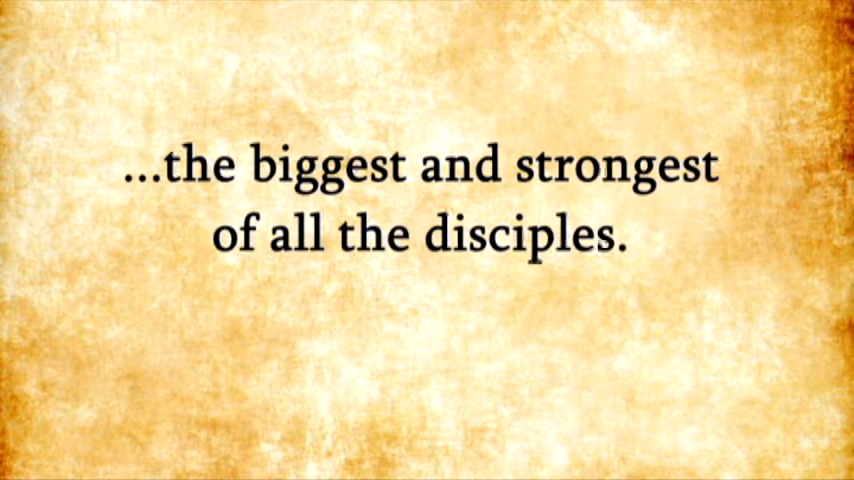 ...the biggest and strongest
of all the disciples.